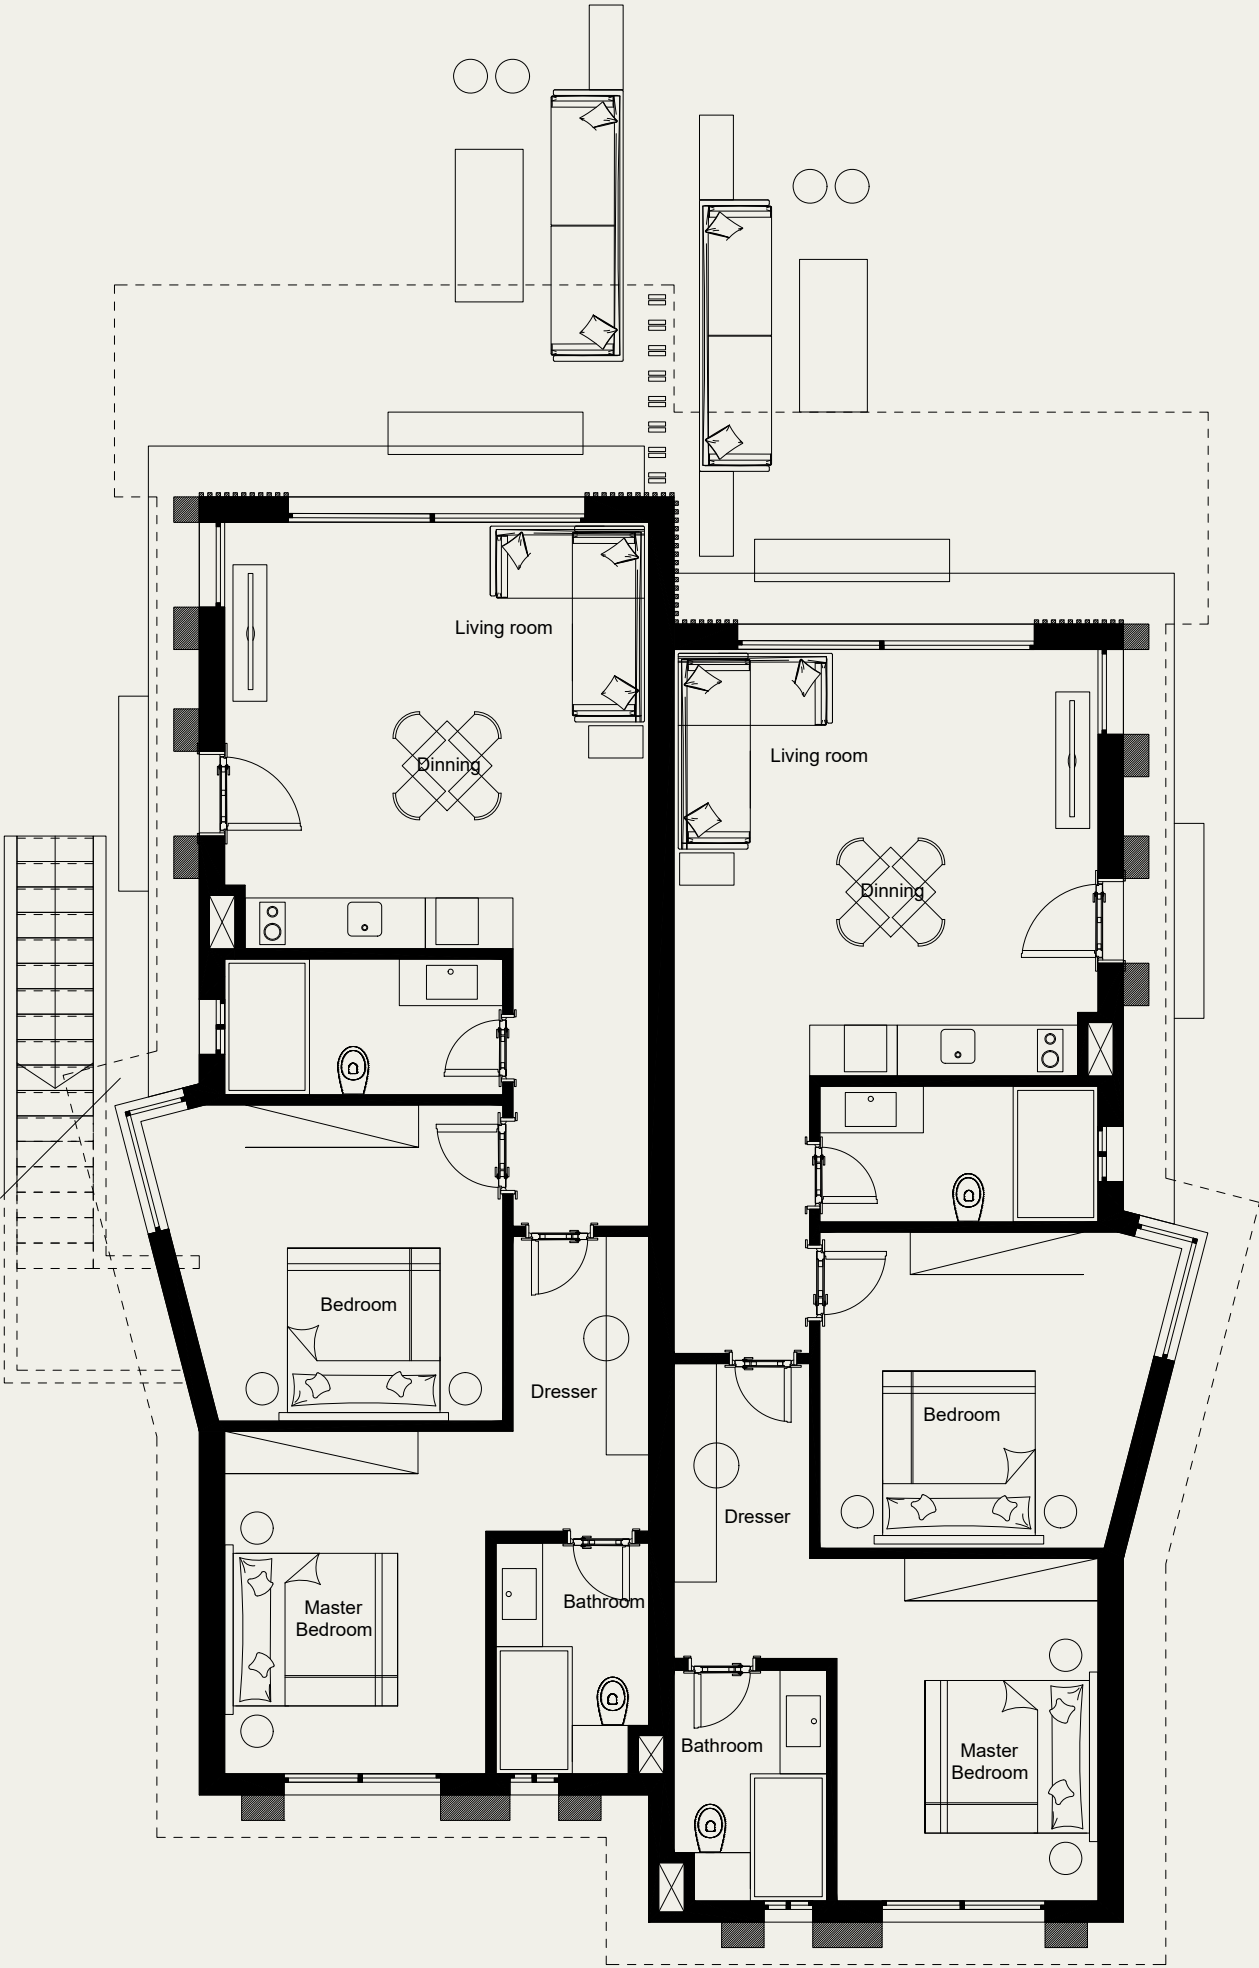 Living room
Dinning
Living room
Dinning
Bedroom
Dresser
Bedroom
Dresser
Bathroom
Master
Bedroom
Bathroom
Master
Bedroom